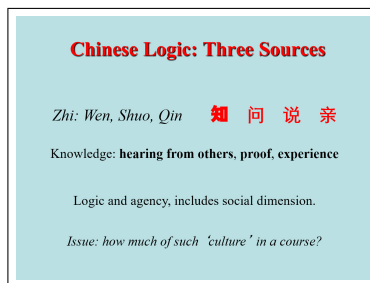 Chinese Logic: Three Sources
Zhi: Wen, Shuo, Qin 知 问 说 亲
Knowledge: hearing from others, proof, experience
Logic and agency, includes social dimension.
Issue: how much of such ‘culture’ in a course?